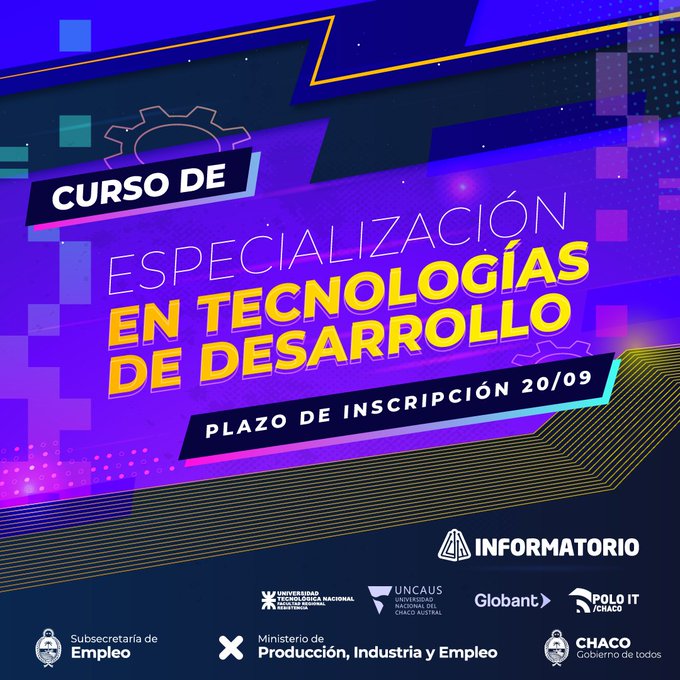 CURSO DE
ESPECIALIZACIÓN
EN TECNOLOGÍAS
DE DESARROLLO
PLAZO DE INSCRIPCIÓN 20/09
INFORMATORIO
UNIVERSIDAD
TECNOLÓGICA NACIONAL
FACULTAD REGIONAL
RESISTENCIA
UNCAUS
UNIVERSIDAD
NACIONAL DEL
CHACO AUSTRAL
Globant
POLO IT
/CHACO
Subsecretaría de
Empleo
Ministerio de
Producción, Industria y Empleo
CHACO
Gobierno de todos